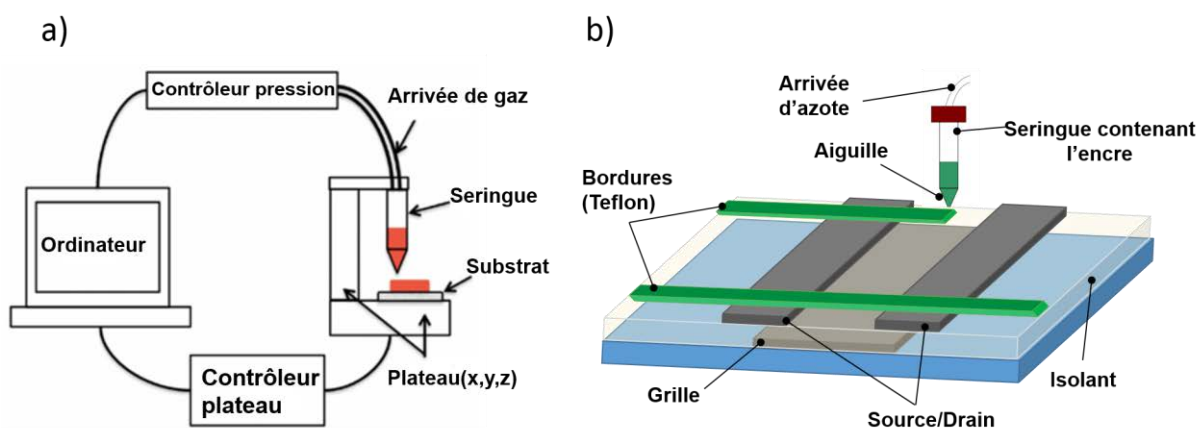 a)
Contrôleur pression
Arrivée de gaz
Seringue
Ordinateur
Substrat
Plateau(x,y,z)
Contrôleur
plateau
b)
Arrivée
d'azote
Seringue contenant
l'encre
Aiguille
Bordures
(Teflon)
Isolant
Grille
Source/Drain